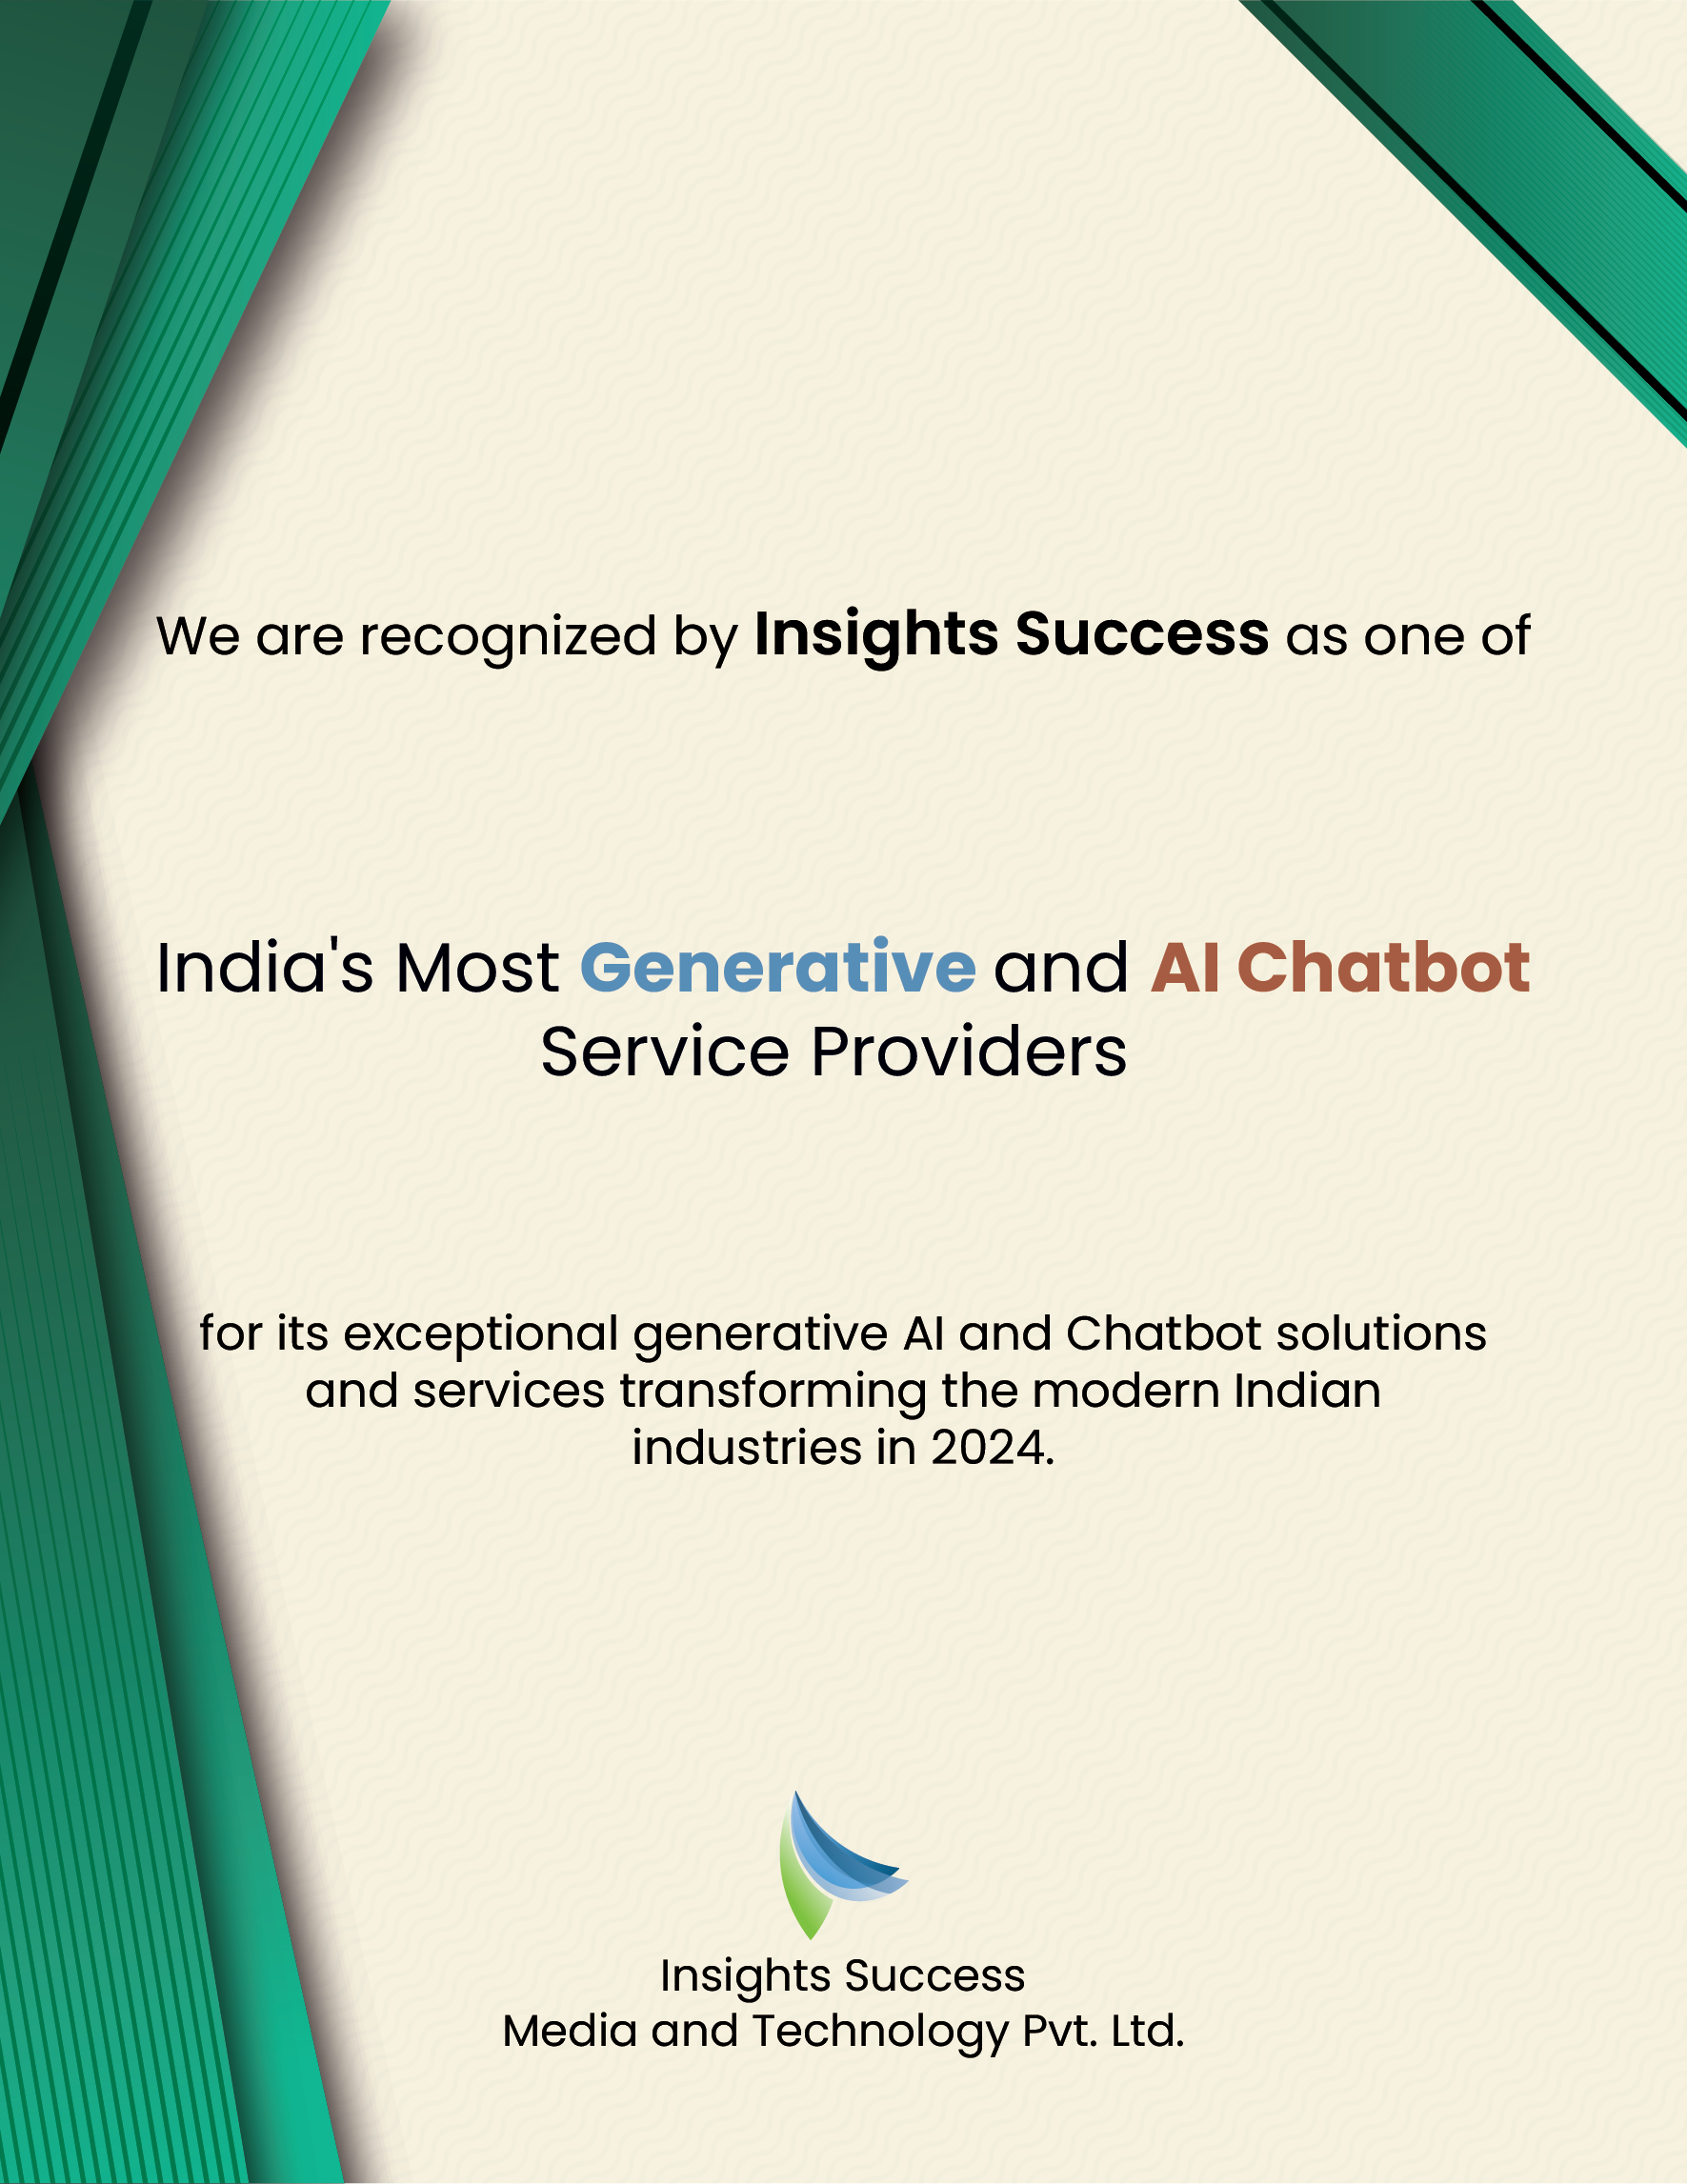 We are recognized by Insights Success as one of
India's Most Generative and AI Chatbot
Service Providers
for its exceptional generative AI and Chatbot solutions
and services transforming the modern Indian
industries in 2024.
Insights Success
Media and Technology Pvt. Ltd.